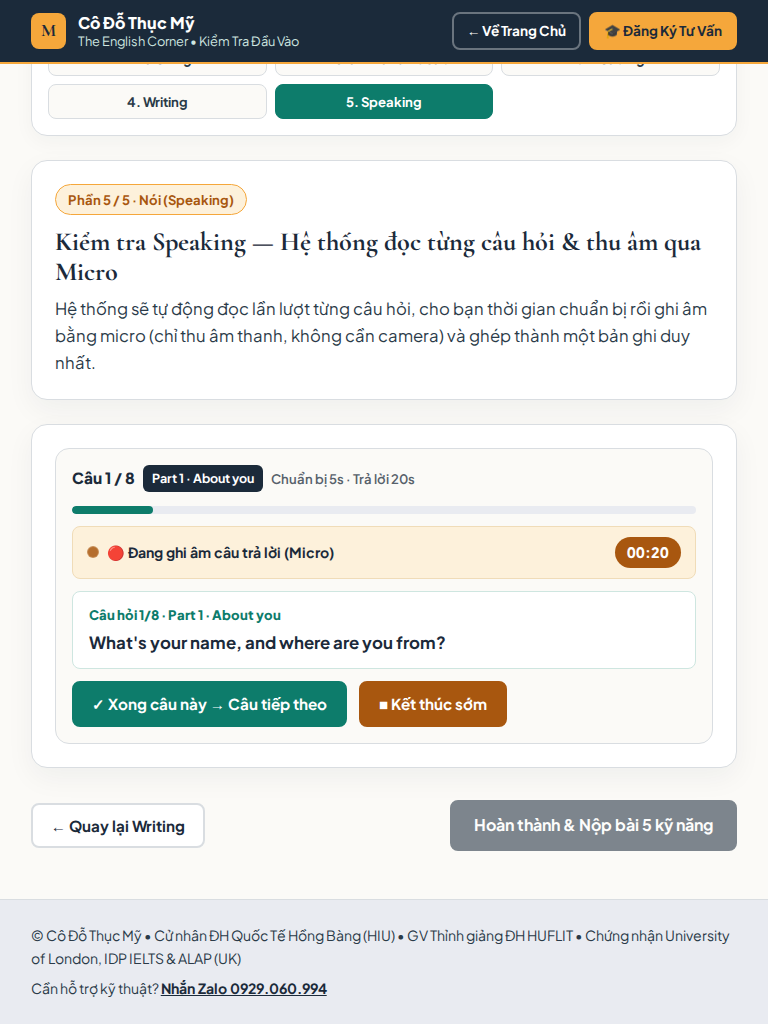 M
Cô Đỗ Thục Mỹ
The English Corner • Kiểm Tra Đầu Vào
← Về Trang Chủ
🎓 Đăng Ký Tư Vấn
4. Writing
5. Speaking
Phần 5 / 5 · Nói (Speaking)
Kiểm tra Speaking — Hệ thống đọc từng câu hỏi & thu âm qua
Micro
Hệ thống sẽ tự động đọc lần lượt từng câu hỏi, cho bạn thời gian chuẩn bị rồi ghi âm
bằng micro (chỉ thu âm thanh, không cần camera) và ghép thành một bản ghi duy
nhất.
Câu 1 / 8
Part 1 · About you
Chuẩn bị 5s · Trả lời 20s
🔴 Đang ghi âm câu trả lời (Micro)
00:20
Câu hỏi 1/8 · Part 1 · About you
What's your name, and where are you from?
✓ Xong câu này → Câu tiếp theo
■ Kết thúc sớm
← Quay lại Writing
Hoàn thành & Nộp bài 5 kỹ năng
© Cô Đỗ Thục Mỹ • Cử nhân ĐH Quốc Tế Hồng Bàng (HIU) • GV Thỉnh giảng ĐH HUFLIT • Chứng nhận University
of London, IDP IELTS & ALAP (UK)
Cần hỗ trợ kỹ thuật? Nhắn Zalo 0929.060.994